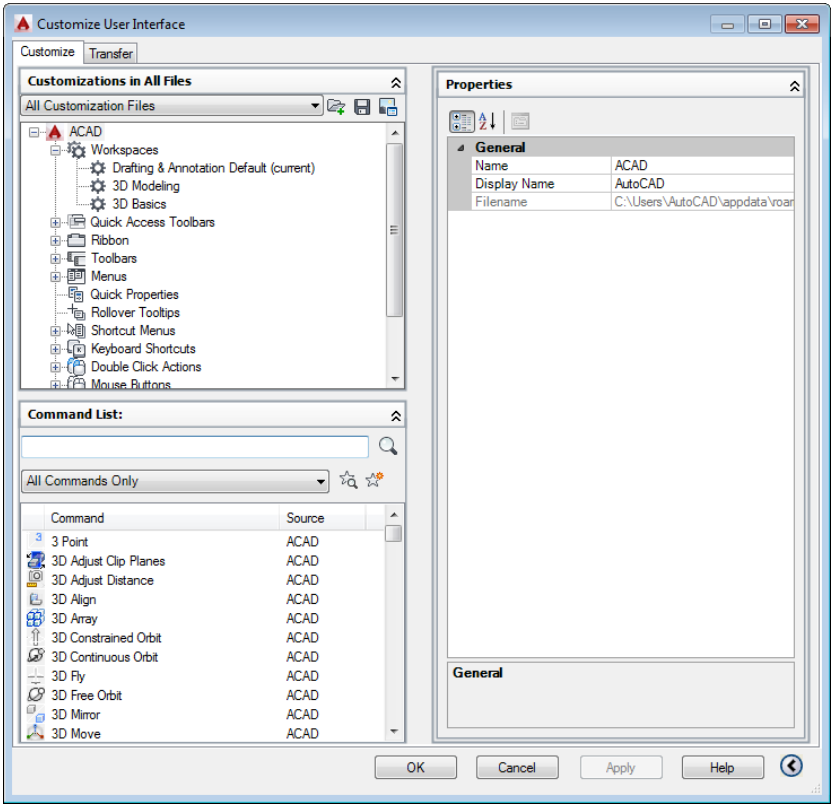 Customize User Interface
Customize
Transfer
Customizations in All Files
All Customization Files
ACAD
Workspaces
Drafting & Annotation Default (current)
3D Modeling
3D Basics
Quick Access Toolbars
Ribbon
Toolbars
Menus
Quick Properties
Rollover Tooltips
Shortcut Menus
Keyboard Shortcuts
Double Click Actions
Mouse Buttons
Command List:
All Commands Only
Command Source
3 3 Point ACAD
3D Adjust Clip Planes ACAD
3D Adjust Distance ACAD
3D Align ACAD
3D Array ACAD
3D Constrained Orbit ACAD
3D Continuous Orbit ACAD
3D Fly ACAD
3D Free Orbit ACAD
3D Mirror ACAD
3D Move ACAD
Properties
General
Name ACAD
Display Name AutoCAD
Filename C:\Users\AutoCAD\appdata\roar
General
OK
Cancel
Apply
Help